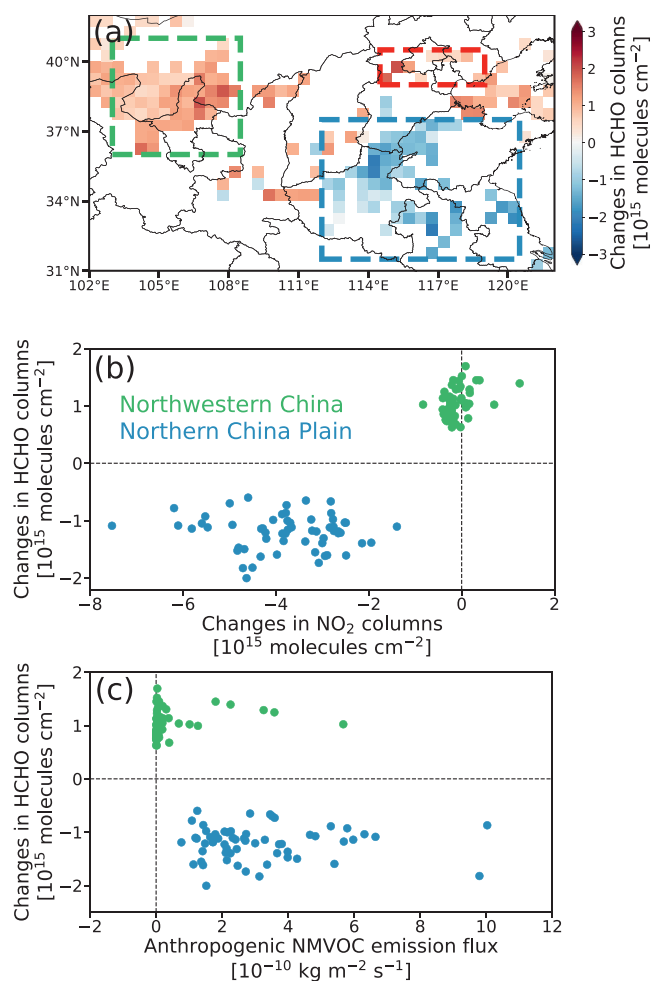 (a)
40°N
37°N
34°N
31°N
102°E 105°E 108°E 111°E 114°E 117°E 120°E
3
2
1
0
−1
−2
−3
Changes in HCHO columns
[10¹⁵ molecules cm⁻²]
(b)
Northwestern China
Northern China Plain
2
1
0
−1
−2
−8 −6 −4 −2 0 2
Changes in HCHO columns
[10¹⁵ molecules cm⁻²]
Changes in NO₂ columns
[10¹⁵ molecules cm⁻²]
(c)
2
1
0
−1
−2
−2 0 2 4 6 8 10 12
Changes in HCHO columns
[10¹⁵ molecules cm⁻²]
Anthropogenic NMVOC emission flux
[10⁻¹⁰ kg m⁻² s⁻¹]